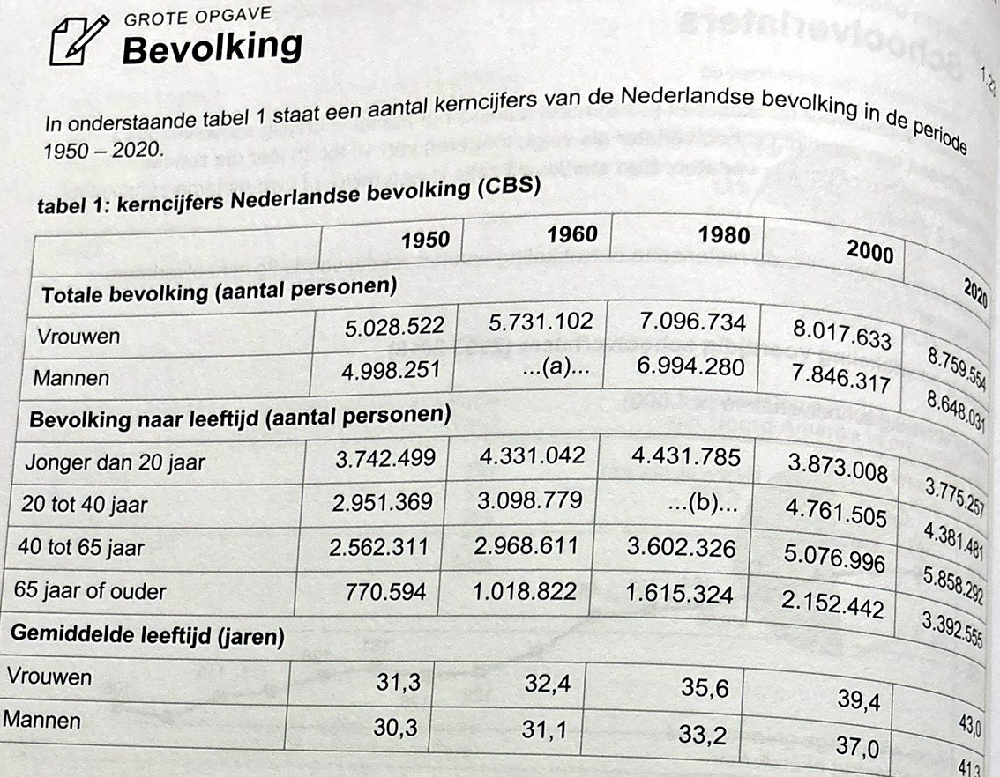 GROTE OPGAVE
Bevolking
In onderstaande tabel 1 staat een aantal kerncijfers van de Nederlandse bevolking in de periode
1950 – 2020.
tabel 1: kerncijfers Nederlandse bevolking (CBS)
1950 1960 1980 2000 2020
Totale bevolking (aantal personen)
Vrouwen 5.028.522 5.731.102 7.096.734 8.017.633 8.759.554
Mannen 4.998.251 ...(a)... 6.994.280 7.846.317 8.648.031
Bevolking naar leeftijd (aantal personen)
Jonger dan 20 jaar 3.742.499 4.331.042 4.431.785 3.873.008 3.775.257
20 tot 40 jaar 2.951.369 3.098.779 ...(b)... 4.761.505 4.381.481
40 tot 65 jaar 2.562.311 2.968.611 3.602.326 5.076.996 5.858.292
65 jaar of ouder 770.594 1.018.822 1.615.324 2.152.442 3.392.555
Gemiddelde leeftijd (jaren)
Vrouwen 31,3 32,4 35,6 39,4 43,0
Mannen 30,3 31,1 33,2 37,0 41,3